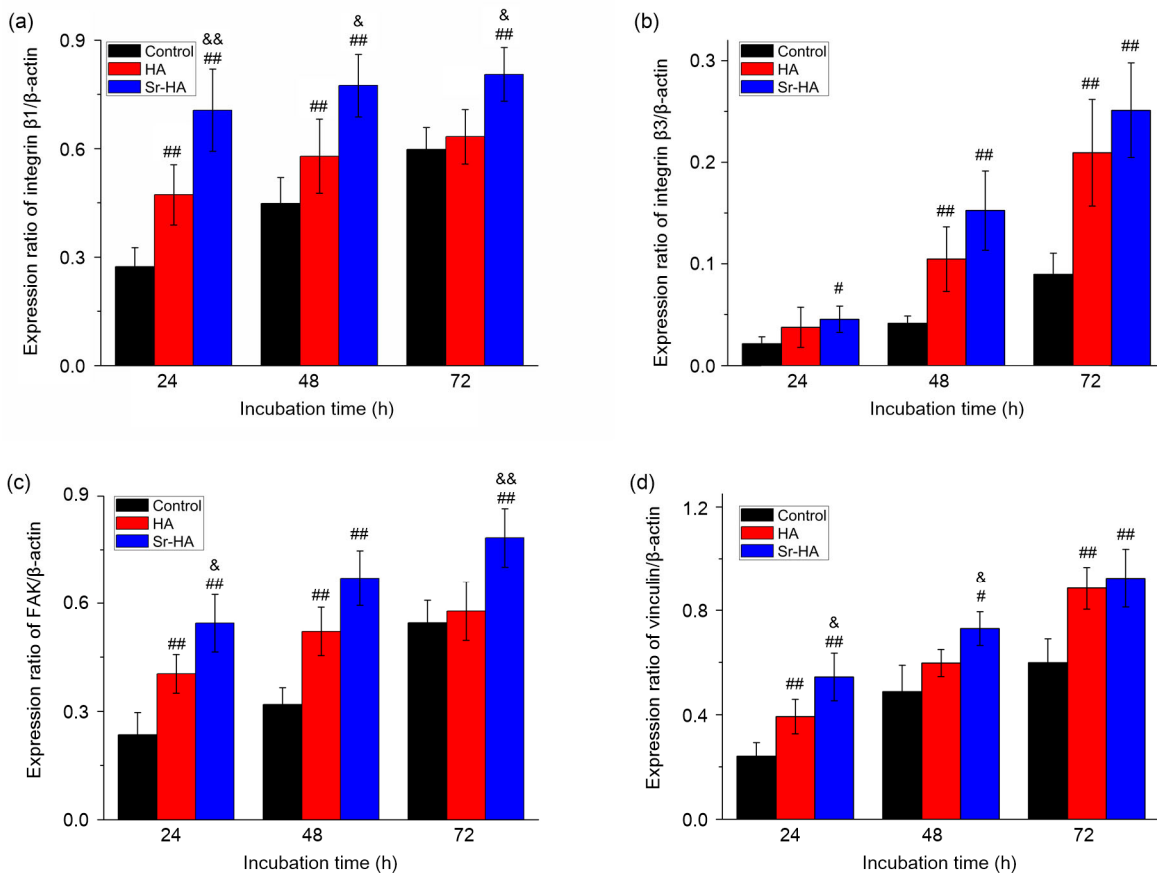 (a)
Expression ratio of integrin β1/β-actin
0.9
0.6
0.3
0.0
Control
HA
Sr-HA
##
&&
##
##
&
##
&
##
24
48
72
Incubation time (h)
(b)
Expression ratio of integrin β3/β-actin
0.3
0.2
0.1
0.0
Control
HA
Sr-HA
#
##
##
##
##
24
48
72
Incubation time (h)
(c)
Expression ratio of FAK/β-actin
0.9
0.6
0.3
0.0
Control
HA
Sr-HA
##
&
##
##
##
&&
##
24
48
72
Incubation time (h)
(d)
Expression ratio of vinculin/β-actin
1.2
0.8
0.4
0.0
Control
HA
Sr-HA
##
&
##
&
#
##
##
24
48
72
Incubation time (h)